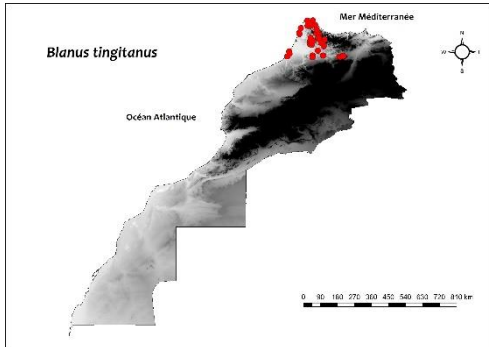 Mer Méditerranée
Blanus tingitanus
N
W E
S
Océan Atlantique
0 90 180 270 360 450 540 630 720 810 km